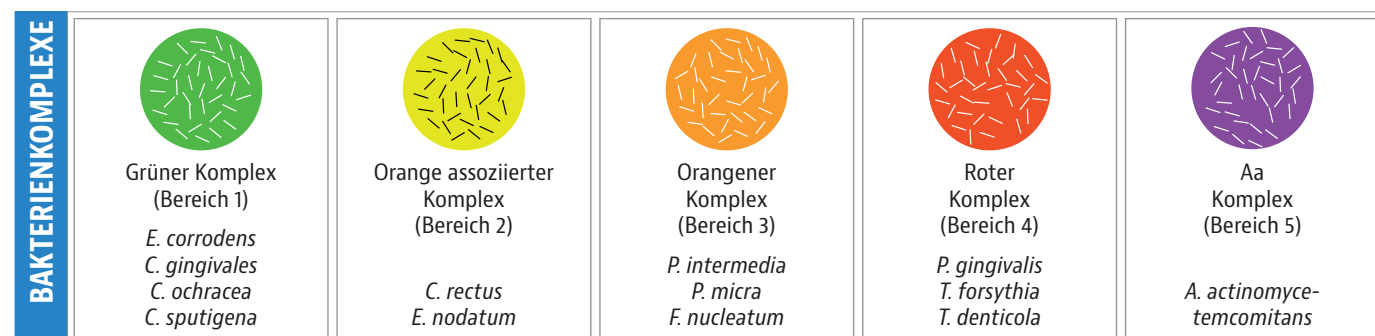 BAKTERIENKOMPLEXE
Grüner Komplex
(Bereich 1)
E. corrodens
C. gingivales
C. ochracea
C. sputigena
Orange assoziierter
Komplex
(Bereich 2)
C. rectus
E. nodatum
Orangener
Komplex
(Bereich 3)
P. intermedia
P. micra
F. nucleatum
Roter
Komplex
(Bereich 4)
P. gingivalis
T. forsythia
T. denticola
Aa
Komplex
(Bereich 5)
A. actinomyce-
temcomitans